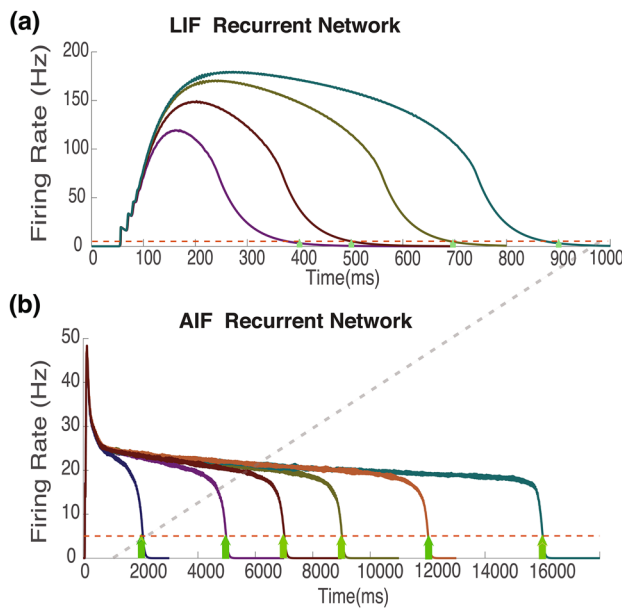 (a)
LIF Recurrent Network
Firing Rate (Hz)
200
150
100
50
0
0 100 200 300 400 500 600 700 800 900 1000
Time(ms)
(b)
AIF Recurrent Network
Firing Rate (Hz)
50
40
30
20
10
0
0 2000 4000 6000 8000 10000 12000 14000 16000
Time(ms)